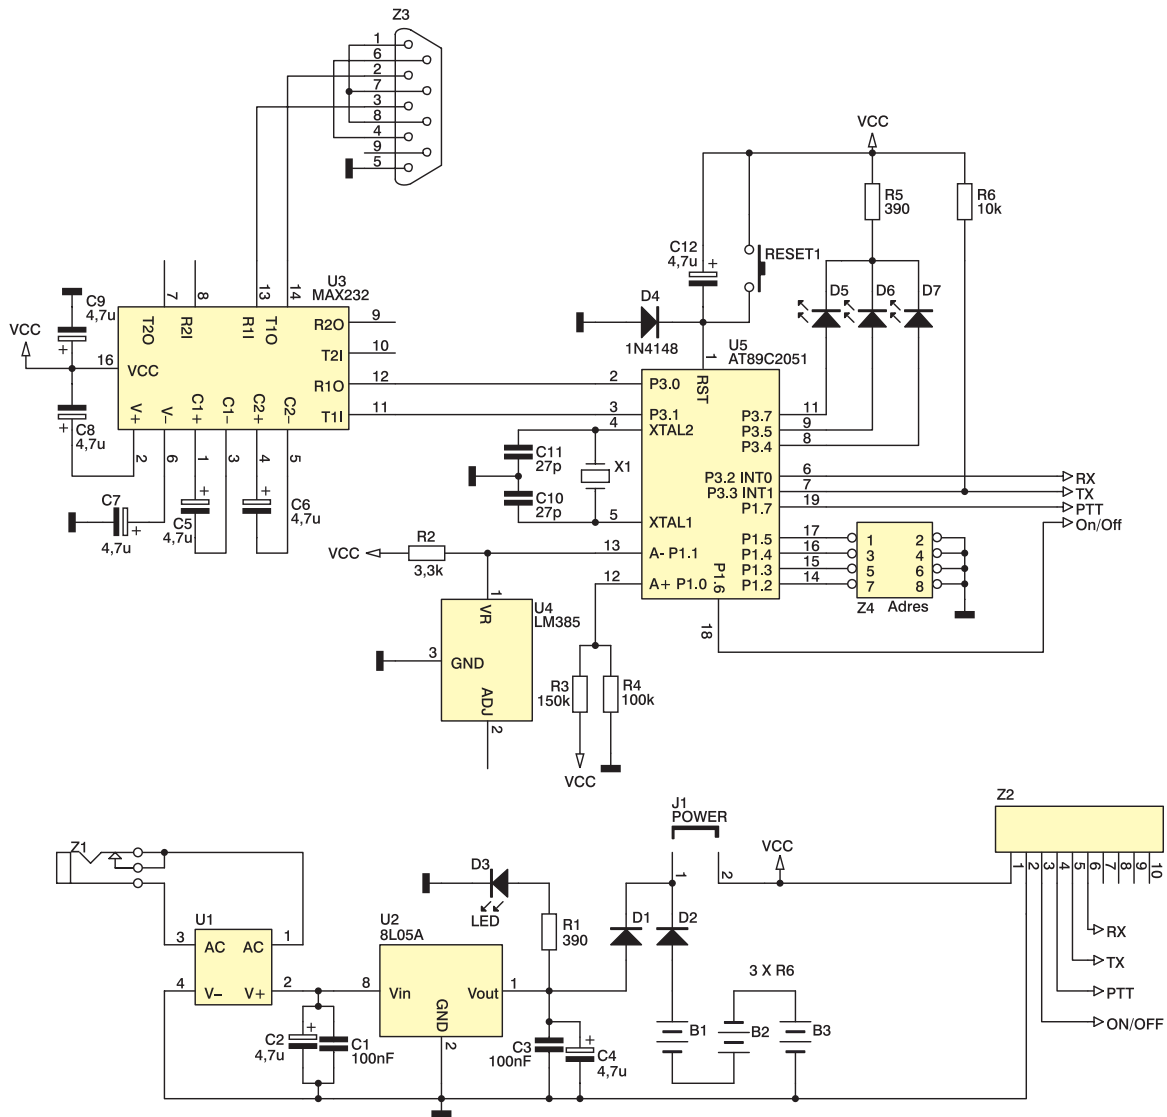 Z3
1
6
2
7
3
8
4
9
5
VCC
R5
390
R6
10k
C12
4,7u
+
RESET1
D4
1N4148
D5
D6
D7
U3
MAX232
7
8
13
14
T2O
R2I
R1I
T1O
C9
4,7u
+
VCC
16
VCC
R2O
9
T2I
10
R1O
12
T1I
11
V+
V-
C1+
C1-
C2+
C2-
2
6
1
3
4
5
C8
4,7u
+
C7
4,7u
+
C5
4,7u
+
C6
4,7u
+
U5
AT89C2051
1
RST
2
P3.0
3
P3.1
4
XTAL2
5
XTAL1
13
A- P1.1
12
A+ P1.0
P3.7
11
P3.5
9
P3.4
8
P3.2 INT0
6
RX
P3.3 INT1
7
TX
P1.7
19
PTT
On/Off
P1.5
17
P1.4
16
P1.3
15
P1.2
14
P1.6
18
1
2
3
4
5
6
7
8
Z4
Adres
C11
27p
C10
27p
X1
VCC
R2
3,3k
U4
LM385
1
VR
3
GND
ADJ
2
R3
150k
R4
100k
VCC
Z1
U1
3
AC
AC
1
4
V-
V+
2
C2
4,7u
+
C1
100nF
U2
8L05A
8
Vin
Vout
1
GND
2
D3
LED
R1
390
C3
100nF
+
C4
4,7u
D1
D2
J1
POWER
1
2
VCC
3 X R6
B1
B2
B3
Z2
1
2
3
4
5
6
7
8
9
10
RX
TX
PTT
ON/OFF